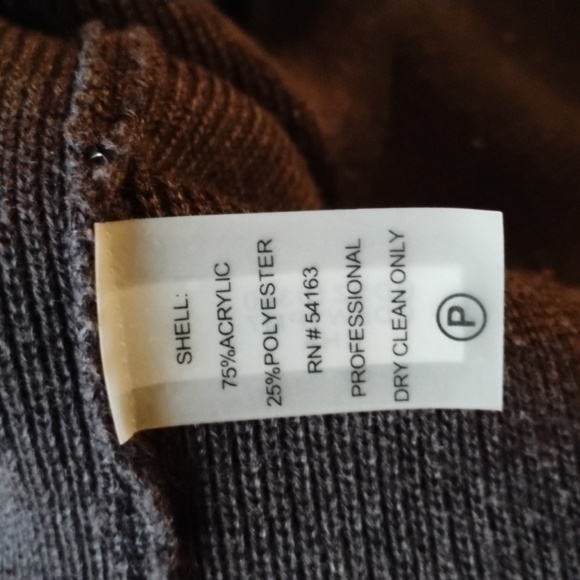 SHELL:
75%ACRYLIC
25%POLYESTER
RN # 54163
PROFESSIONAL
DRY CLEAN ONLY
P